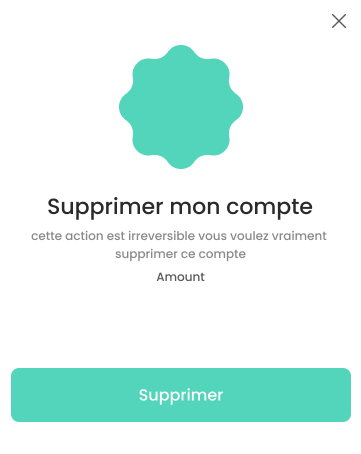 Supprimer mon compte
cette action est irreversible vous voulez vraiment
supprimer ce compte
Amount
Supprimer